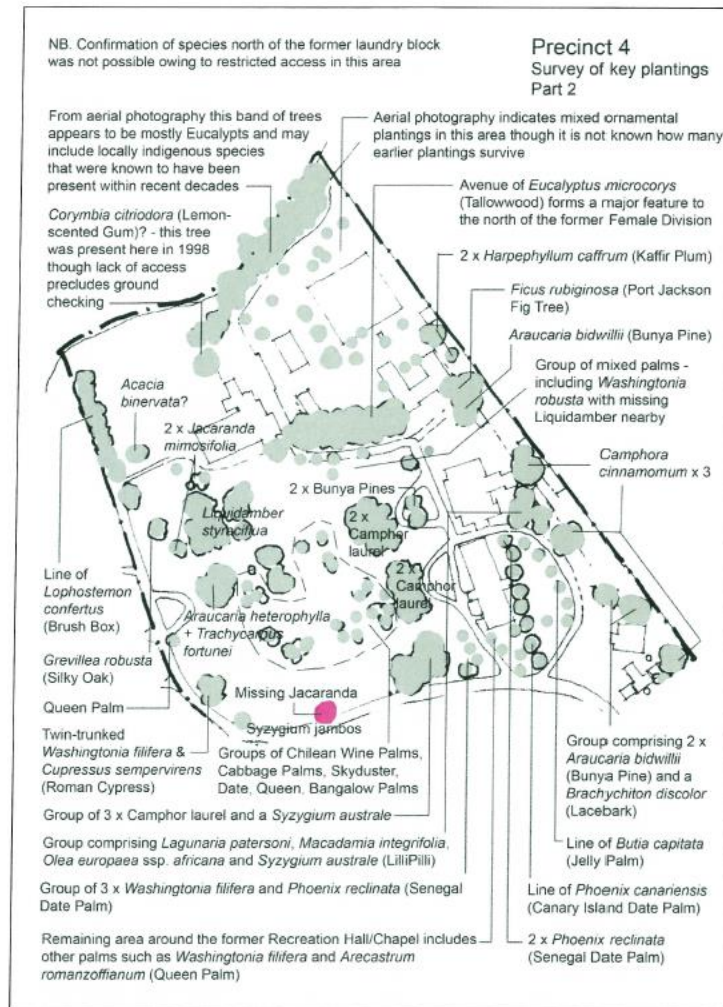 NB. Confirmation of species north of the former laundry block
was not possible owing to restricted access in this area
Precinct 4
Survey of key plantings
Part 2
From aerial photography this band of trees
appears to be mostly Eucalypts and may
include locally indigenous species
that were known to have been
present within recent decades
Aerial photography indicates mixed ornamental
plantings in this area though it is not known how many
earlier plantings survive
Corymbia citriodora (Lemon-
scented Gum)? - this tree
was present here in 1998
though lack of access
precludes ground
checking
Avenue of Eucalyptus microcorys
(Tallowwood) forms a major feature to
the north of the former Female Division
2 x Harpephyllum caffrum (Kaffir Plum)
Ficus rubiginosa (Port Jackson
Fig Tree)
Araucaria bidwillii (Bunya Pine)
Group of mixed palms -
including Washingtonia
robusta with missing
Liquidamber nearby
Acacia
binervata?
2 x Jacaranda
mimosifolia
Camphora
cinnamomum x 3
2 x Bunya Pines
Liquidamber
styraciflua
2 x
Camphor
laurel
2 x
Camphor
laurel
Line of
Lophostemon
confertus
(Brush Box)
Araucaria heterophylla
+ Trachycarpus
fortunei
Grevillea robusta
(Silky Oak)
Queen Palm
Missing Jacaranda
Syzygium jambos
Twin-trunked
Washingtonia filifera &
Cupressus sempervirens
(Roman Cypress)
Groups of Chilean Wine Palms,
Cabbage Palms, Skyduster,
Date, Queen, Bangalow Palms
Group comprising 2 x
Araucaria bidwillii
(Bunya Pine) and a
Brachychiton discolor
(Lacebark)
Group of 3 x Camphor laurel and a Syzygium australe
Group comprising Lagunaria patersoni, Macadamia integrifolia,
Olea europaea ssp. africana and Syzygium australe (LilliPilli)
Line of Butia capitata
(Jelly Palm)
Group of 3 x Washingtonia filifera and Phoenix reclinata (Senegal
Date Palm)
Line of Phoenix canariensis
(Canary Island Date Palm)
Remaining area around the former Recreation Hall/Chapel includes
other palms such as Washingtonia filifera and Arecastrum
romanzoffianum (Queen Palm)
2 x Phoenix reclinata
(Senegal Date Palm)